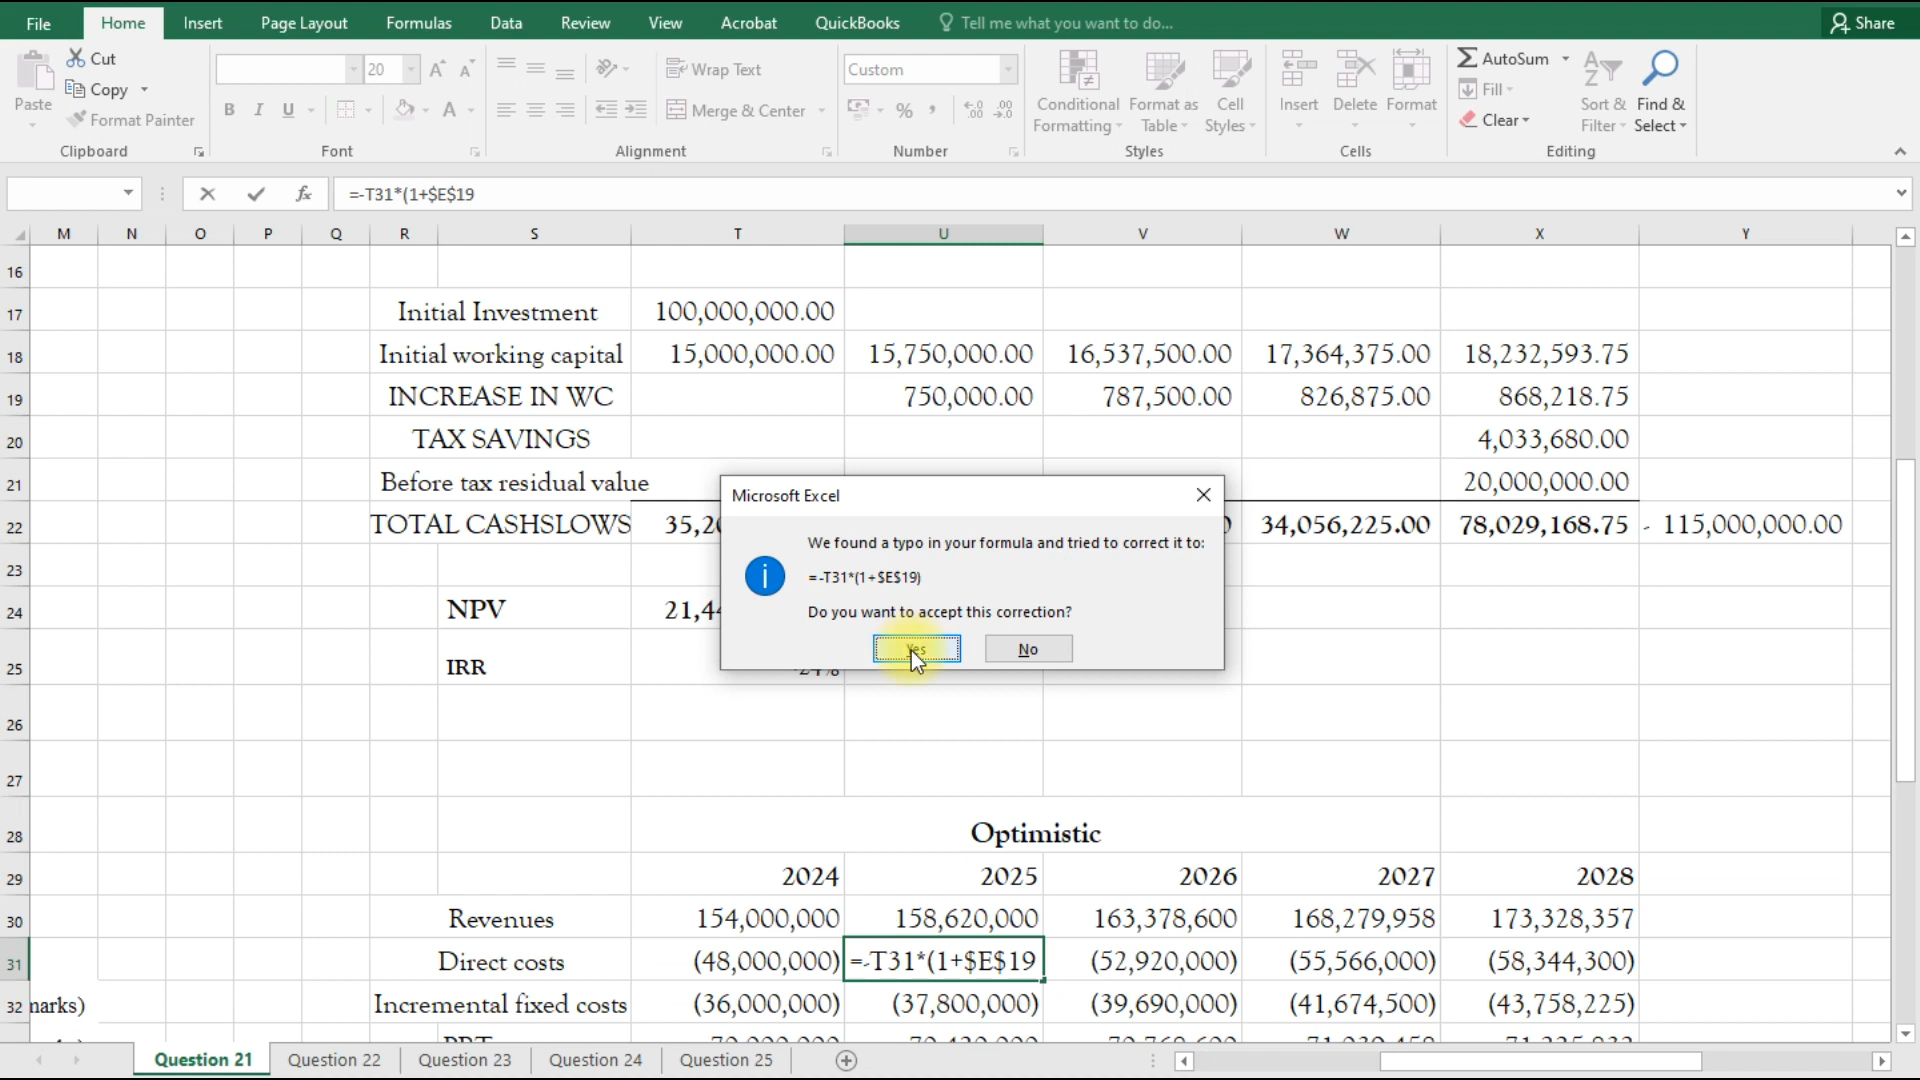 File Home Insert Page Layout Formulas Data Review View Acrobat QuickBooks Tell me what you want to do... Share
Cut
Copy
Format Painter
Paste
20
B I U
Wrap Text
Merge & Center
Custom
Conditional Formatting
Format as Table
Cell Styles
Insert Delete Format
AutoSum
Fill
Clear
Sort & Filter
Find & Select
Clipboard Font Alignment Number Styles Cells Editing
=-T31*(1+$E$19
M N O P Q R S T U V W X Y
16
17 Initial Investment 100,000,000.00
18 Initial working capital 15,000,000.00 15,750,000.00 16,537,500.00 17,364,375.00 18,232,593.75
19 INCREASE IN WC 750,000.00 787,500.00 826,875.00 868,218.75
20 TAX SAVINGS 4,033,680.00
21 Before tax residual value 20,000,000.00
22 TOTAL CASHSLOWS 34,056,225.00 78,029,168.75 - 115,000,000.00
23
24 NPV
25 IRR
26
27
Microsoft Excel
We found a typo in your formula and tried to correct it to:
=-T31*(1+$E$19)
Do you want to accept this correction?
Yes No
28 Optimistic
29 2024 2025 2026 2027 2028
30 Revenues 154,000,000 158,620,000 163,378,600 168,279,958 173,328,357
31 Direct costs (48,000,000) =-T31*(1+$E$19 (52,920,000) (55,566,000) (58,344,300)
32 Incremental fixed costs (36,000,000) (37,800,000) (39,690,000) (41,674,500) (43,758,225)
Question 21 Question 22 Question 23 Question 24 Question 25